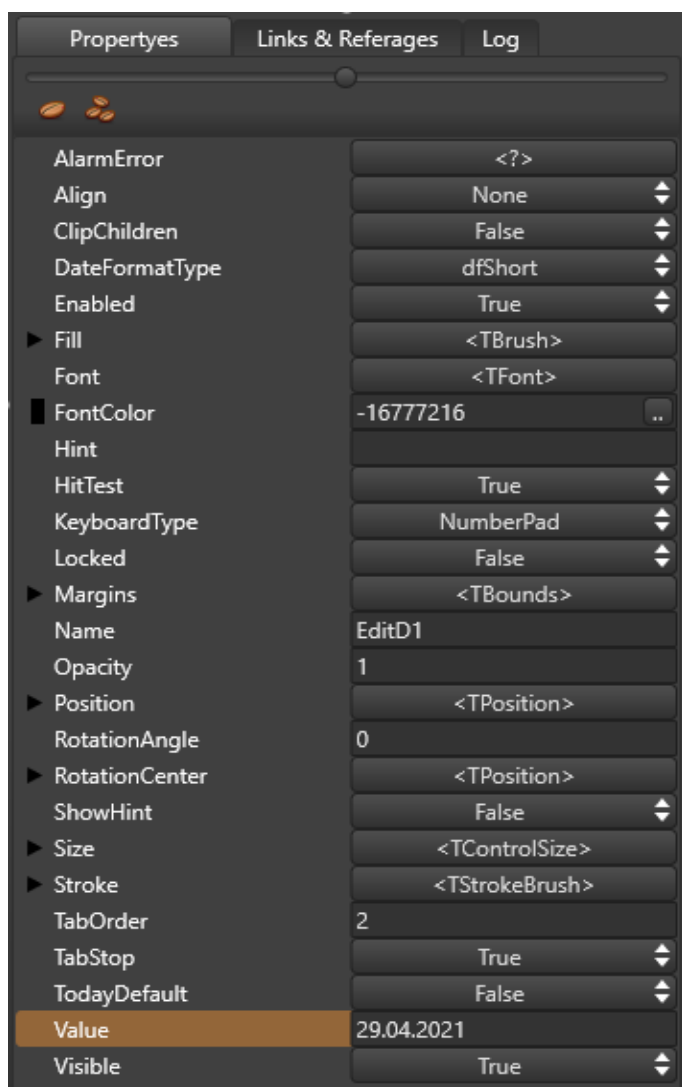 Propertyes Links & Referages Log
AlarmError <?>
Align None
ClipChildren False
DateFormatType dfShort
Enabled True
Fill <TBrush>
Font <TFont>
FontColor -16777216 ..
Hint
HitTest True
KeyboardType NumberPad
Locked False
Margins <TBounds>
Name EditD1
Opacity 1
Position <TPosition>
RotationAngle 0
RotationCenter <TPosition>
ShowHint False
Size <TControlSize>
Stroke <TStrokeBrush>
TabOrder 2
TabStop True
TodayDefault False
Value 29.04.2021
Visible True